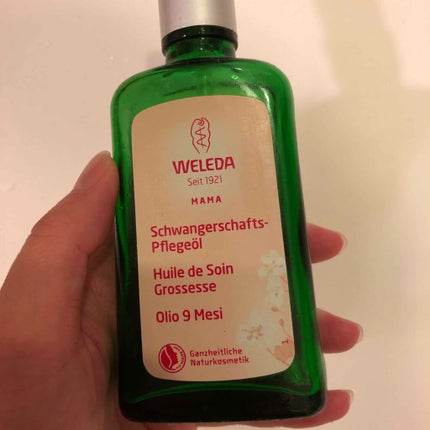 WELEDA
Seit 1921
MAMA
Schwangerschafts-
Pflegeöl
Huile de Soin
Grossesse
Olio 9 Mesi
Ganzheitliche
Naturkosmetik